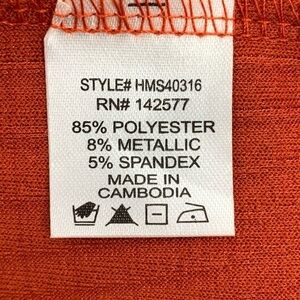 STYLE# HMS40316
RN# 142577
85% POLYESTER
8% METALLIC
5% SPANDEX
MADE IN
CAMBODIA